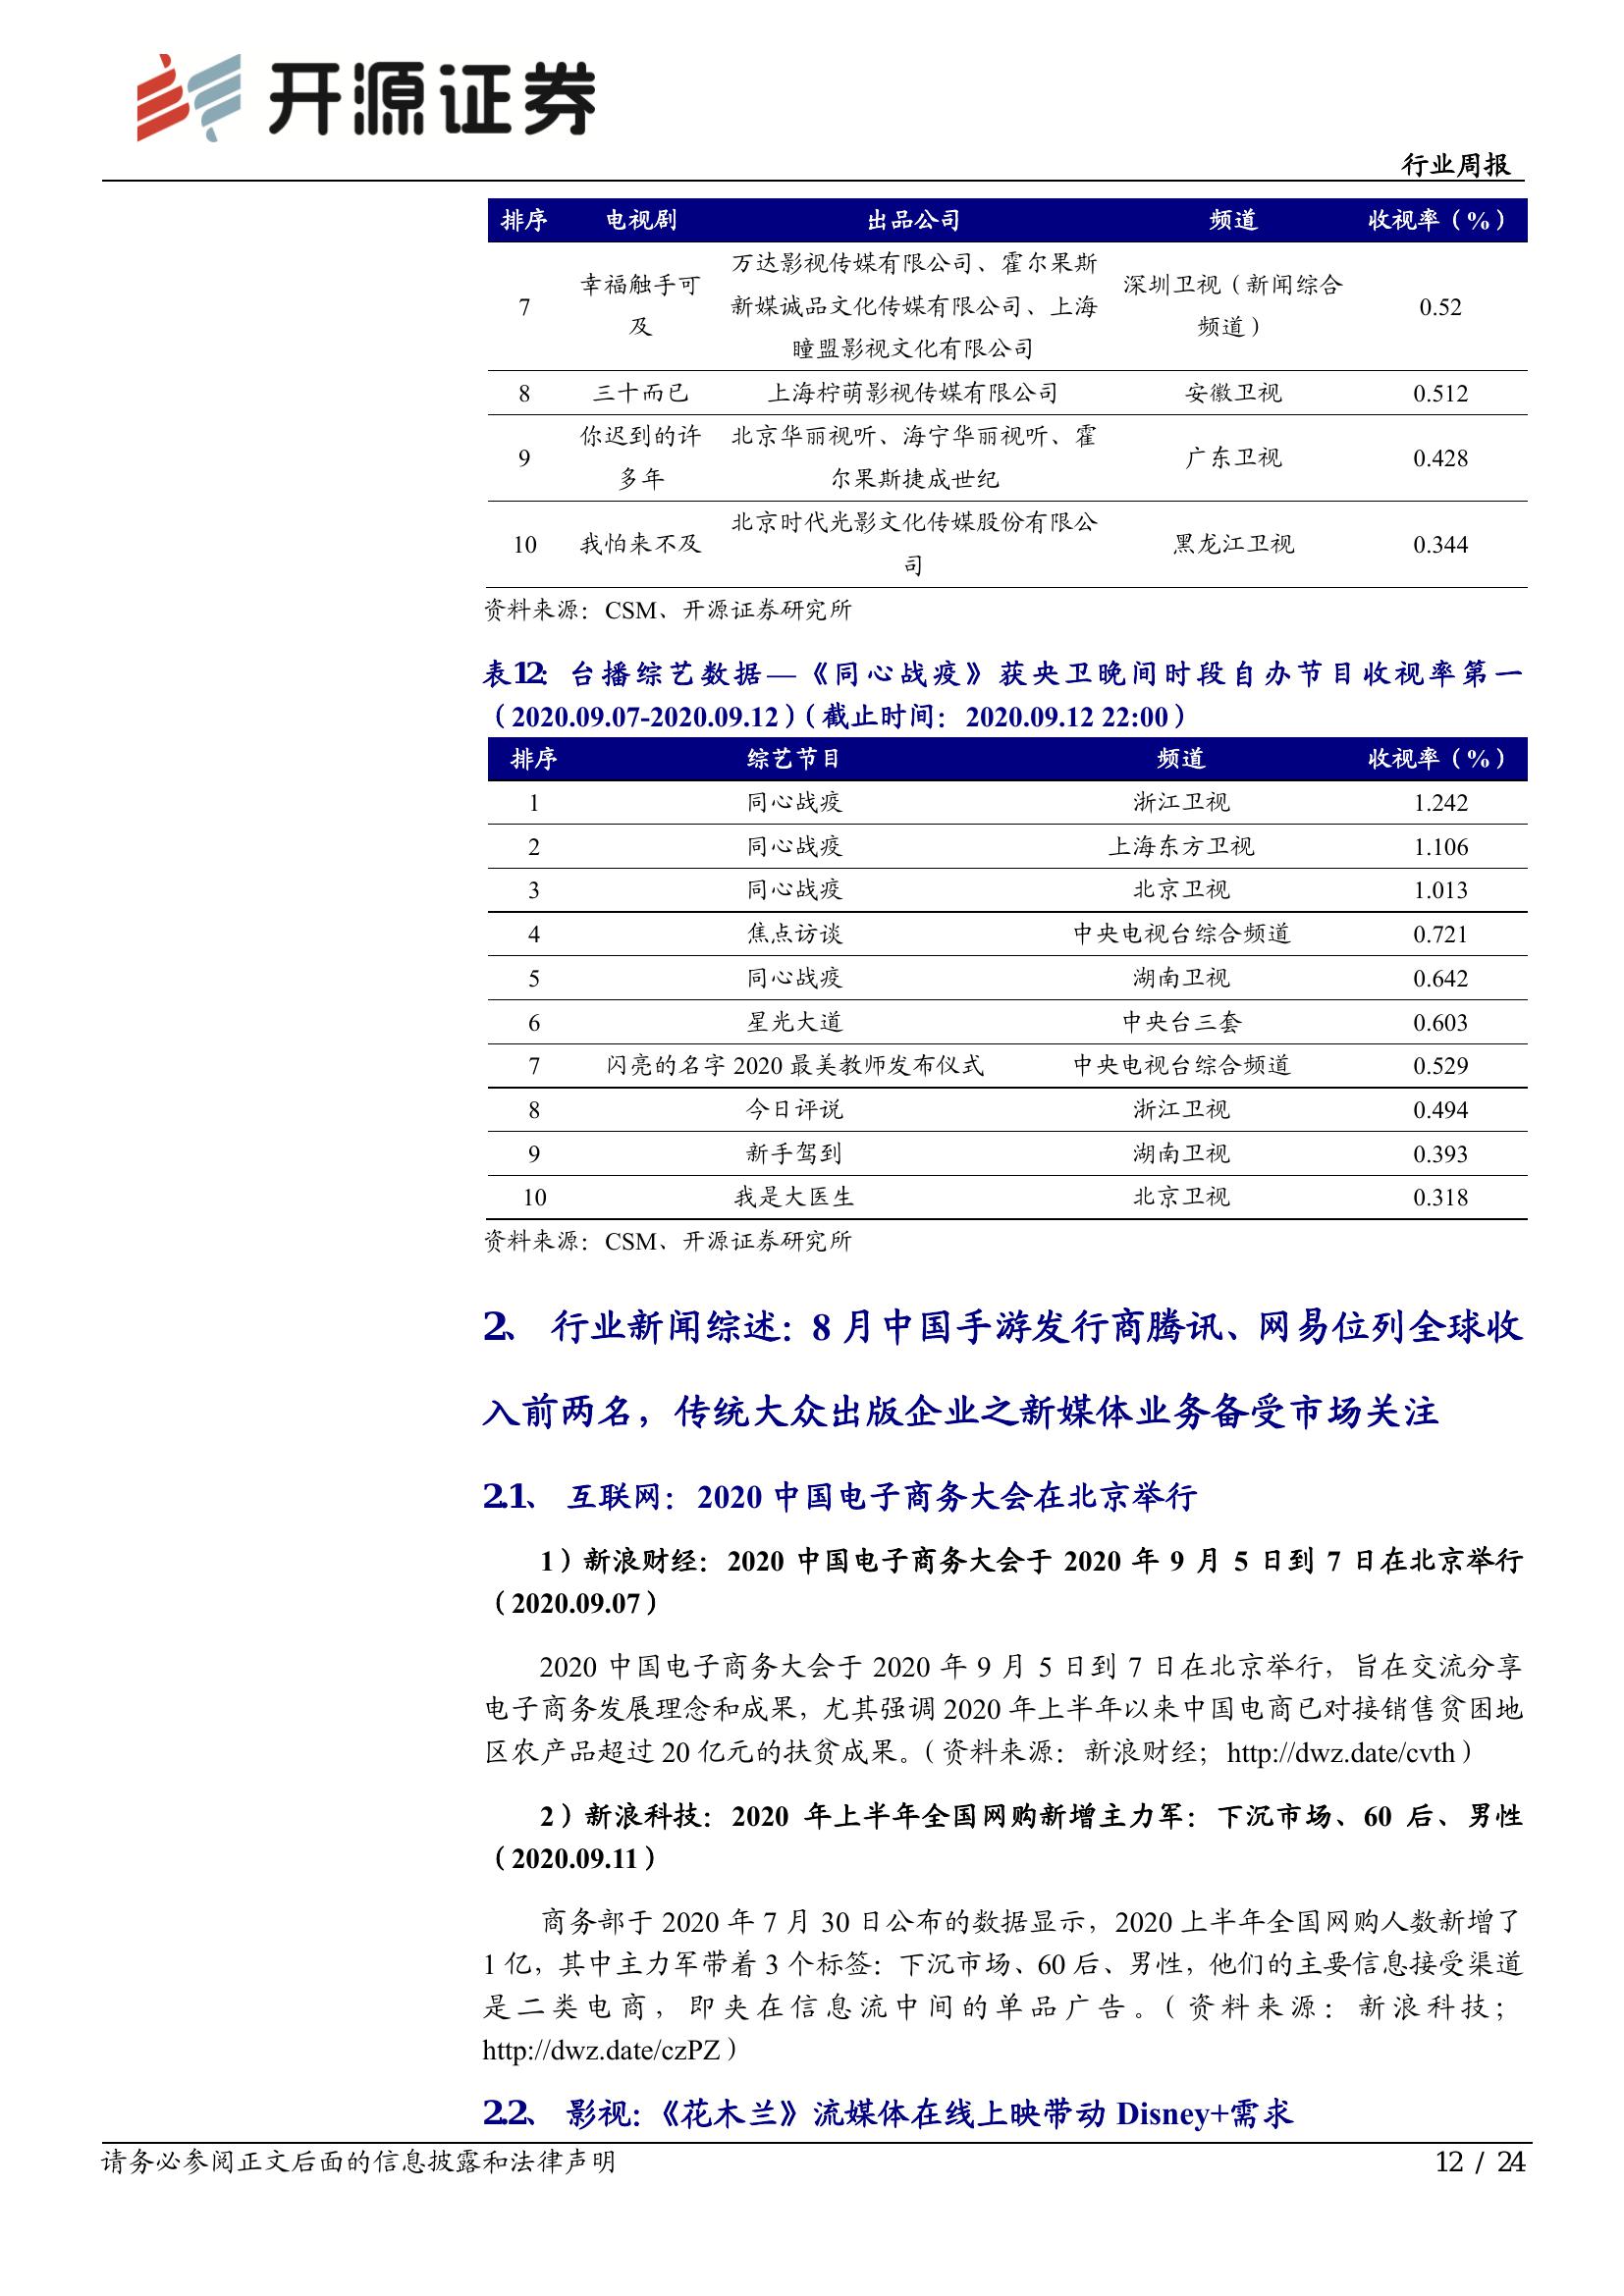 开源证券
行业周报
排序 电视剧 出品公司 频道 收视率（%）
7 幸福触手可及 万达影视传媒有限公司、霍尔果斯新媒诚品文化传媒有限公司、上海瞳盟影视文化有限公司 深圳卫视（新闻综合频道） 0.52
8 三十而已 上海柠萌影视传媒有限公司 安徽卫视 0.512
9 你迟到的许多年 北京华丽视听、海宁华丽视听、霍尔果斯捷成世纪 广东卫视 0.428
10 我怕来不及 北京时代光影文化传媒股份有限公司 黑龙江卫视 0.344
资料来源：CSM、开源证券研究所
表12：台播综艺数据—《同心战疫》获央卫晚间时段自办节目收视率第一
（2020.09.07-2020.09.12）（截止时间：2020.09.12 22:00）
排序 综艺节目 频道 收视率（%）
1 同心战疫 浙江卫视 1.242
2 同心战疫 上海东方卫视 1.106
3 同心战疫 北京卫视 1.013
4 焦点访谈 中央电视台综合频道 0.721
5 同心战疫 湖南卫视 0.642
6 星光大道 中央台三套 0.603
7 闪亮的名字 2020 最美教师发布仪式 中央电视台综合频道 0.529
8 今日评说 浙江卫视 0.494
9 新手驾到 湖南卫视 0.393
10 我是大医生 北京卫视 0.318
资料来源：CSM、开源证券研究所
2、 行业新闻综述：8 月中国手游发行商腾讯、网易位列全球收
入前两名，传统大众出版企业之新媒体业务备受市场关注
2.1、 互联网：2020 中国电子商务大会在北京举行
1）新浪财经：2020 中国电子商务大会于 2020 年 9 月 5 日到 7 日在北京举行
（2020.09.07）
2020 中国电子商务大会于 2020 年 9 月 5 日到 7 日在北京举行，旨在交流分享
电子商务发展理念和成果，尤其强调 2020 年上半年以来中国电商已对接销售贫困地
区农产品超过 20 亿元的扶贫成果。（资料来源：新浪财经；http://dwz.date/cvth）
2）新浪科技：2020 年上半年全国网购新增主力军：下沉市场、60 后、男性
（2020.09.11）
商务部于 2020 年 7 月 30 日公布的数据显示，2020 上半年全国网购人数新增了
1 亿，其中主力军带着 3 个标签：下沉市场、60 后、男性，他们的主要信息接受渠道
是二类电商，即夹在信息流中间的单品广告。（资料来源：新浪科技；
http://dwz.date/czPZ）
2.2、 影视：《花木兰》流媒体在线上映带动 Disney+需求
请务必参阅正文后面的信息披露和法律声明
12 / 24